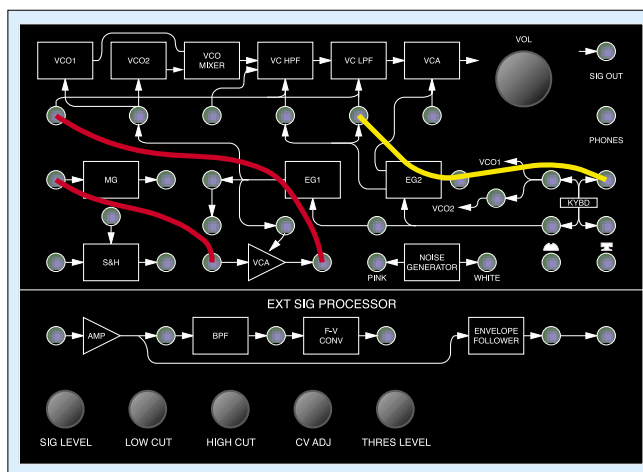 VCO1
VCO2
VCO
MIXER
VC HPF
VC LPF
VCA
VOL
SIG OUT
PHONES
MG
EG1
EG2
VCO1
VCO2
KYBD
S&H
VCA
PINK
NOISE
GENERATOR
WHITE
EXT SIG PROCESSOR
AMP
BPF
F–V
CONV
ENVELOPE
FOLLOWER
SIG LEVEL
LOW CUT
HIGH CUT
CV ADJ
THRES LEVEL